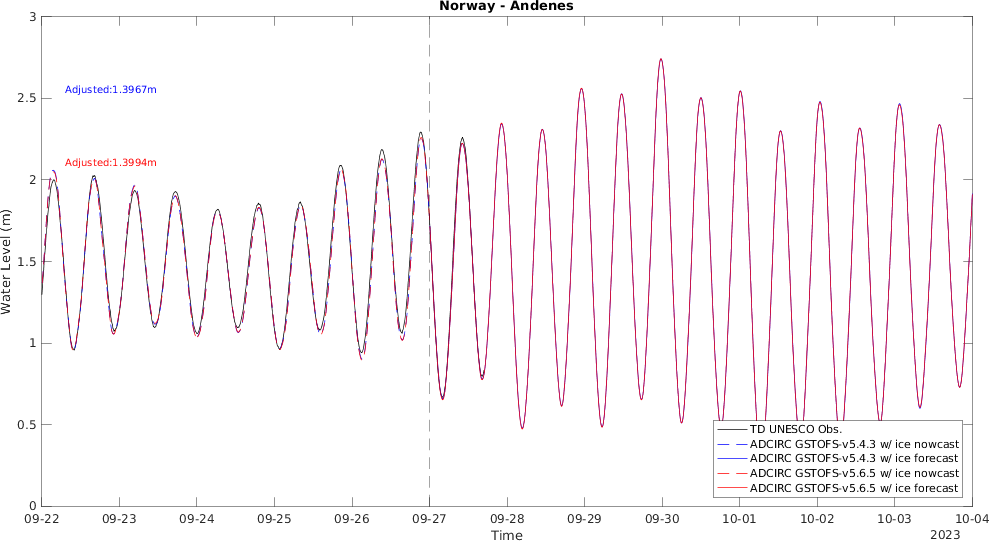 Norway - Andenes
3
2.5
2
1.5
1
0.5
0
Water Level (m)
Adjusted:1.3967m
Adjusted:1.3994m
TD UNESCO Obs.
ADCIRC GSTOFS-v5.4.3 w/ ice nowcast
ADCIRC GSTOFS-v5.4.3 w/ ice forecast
ADCIRC GSTOFS-v5.6.5 w/ ice nowcast
ADCIRC GSTOFS-v5.6.5 w/ ice forecast
09-22 09-23 09-24 09-25 09-26 09-27 09-28 09-29 09-30 10-01 10-02 10-03 10-04
Time
2023